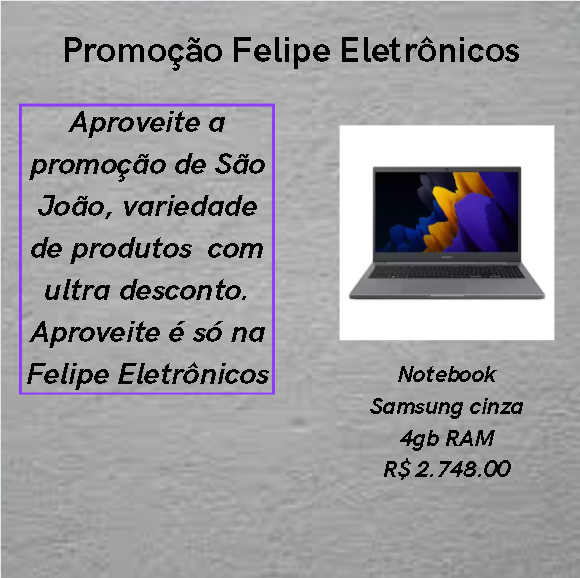 Promoção Felipe Eletrônicos
Aproveite a
promoção de São
João, variedade
de produtos com
ultra desconto.
Aproveite é só na
Felipe Eletrônicos
Notebook
Samsung cinza
4gb RAM
R$ 2.748.00